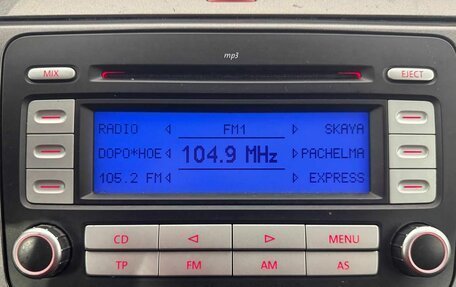 mp3
MIX
EJECT
RADIO FM1 SKAYA
DOPO*HOE 104.9 MHz PACHELMA
105.2 FM EXPRESS
CD MENU
TP FM AM AS